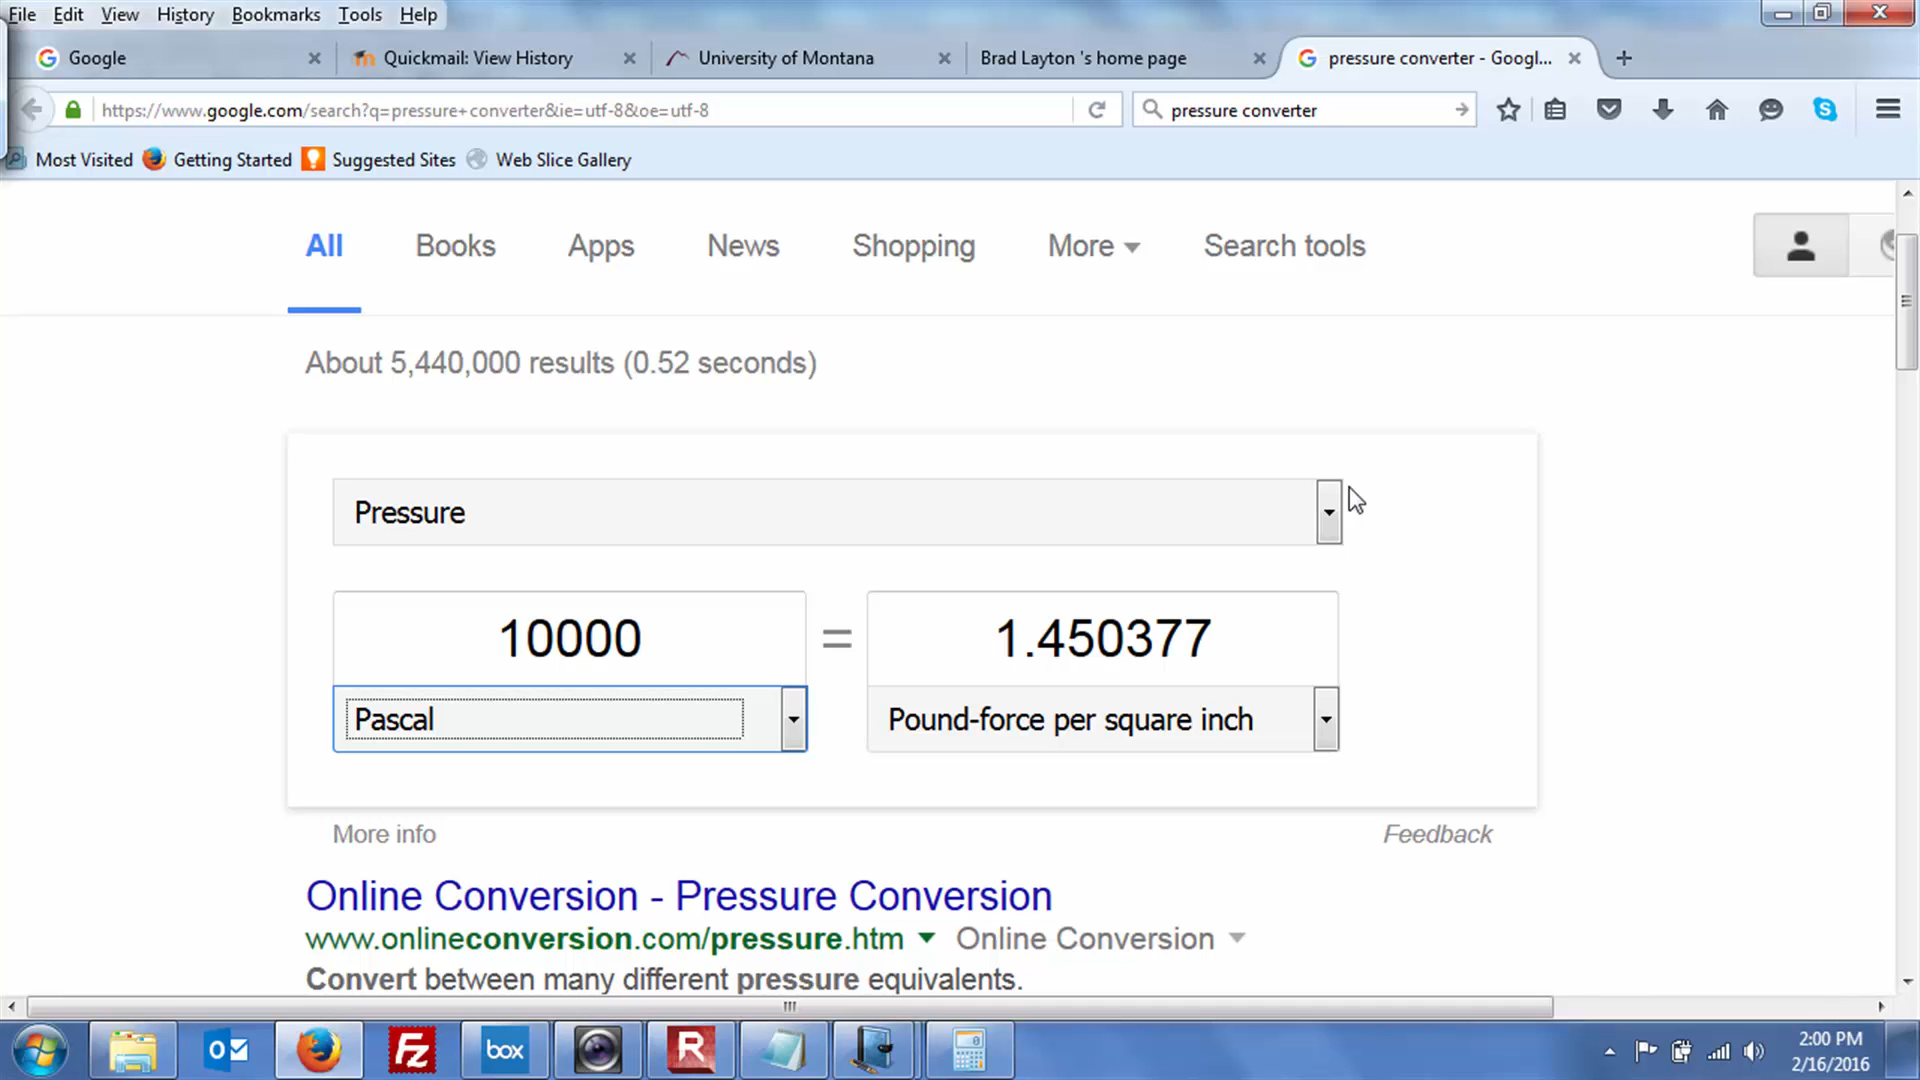 File Edit View History Bookmarks Tools Help
Google
Quickmail: View History
University of Montana
Brad Layton 's home page
pressure converter - Googl...
https://www.google.com/search?q=pressure+converter&ie=utf-8&oe=utf-8
pressure converter
Most Visited Getting Started Suggested Sites Web Slice Gallery
All Books Apps News Shopping More Search tools
About 5,440,000 results (0.52 seconds)
Pressure
10000 = 1.450377
Pascal Pound-force per square inch
More info Feedback
Online Conversion - Pressure Conversion
www.onlineconversion.com/pressure.htm Online Conversion
Convert between many different pressure equivalents.
Fz
box
R
2:00 PM
2/16/2016